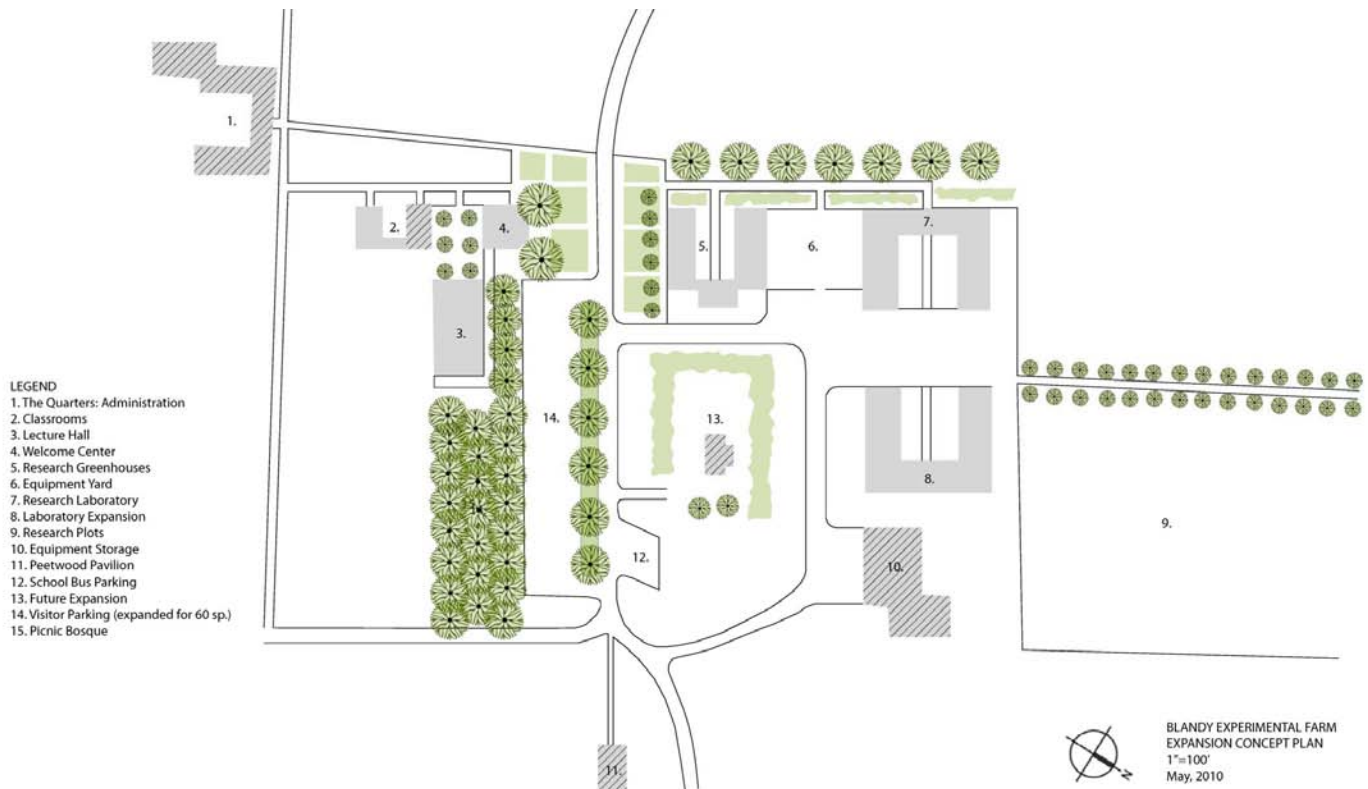 1.
2.
4.
5.
6.
7.
3.
LEGEND
1. The Quarters: Administration
2. Classrooms
3. Lecture Hall
4. Welcome Center
5. Research Greenhouses
6. Equipment Yard
7. Research Laboratory
8. Laboratory Expansion
9. Research Plots
10. Equipment Storage
11. Peetwood Pavilion
12. School Bus Parking
13. Future Expansion
14. Visitor Parking (expanded for 60 sp.)
15. Picnic Bosque
14.
13.
8.
9.
12.
10.
11.
N
BLANDY EXPERIMENTAL FARM
EXPANSION CONCEPT PLAN
1"=100'
May, 2010